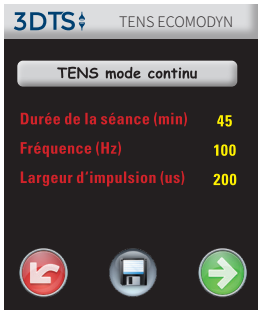 3DTS TENS ECOMODYN
TENS mode continu
Durée de la séance (min) 45
Fréquence (Hz) 100
Largeur d'impulsion (us) 200